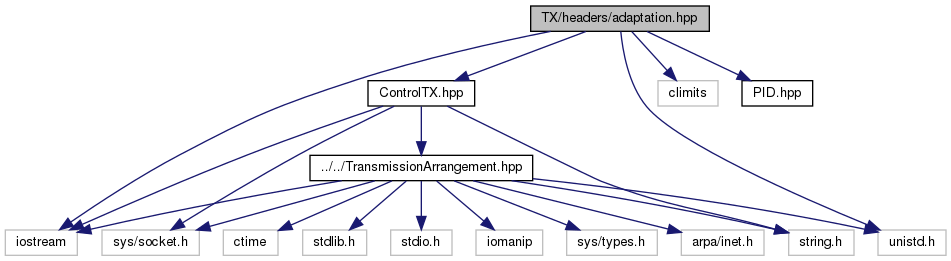 TX/headers/adaptation.hpp
ControlTX.hpp
climits
PID.hpp
../../TransmissionArrangement.hpp
iostream
sys/socket.h
ctime
stdlib.h
stdio.h
iomanip
sys/types.h
arpa/inet.h
string.h
unistd.h